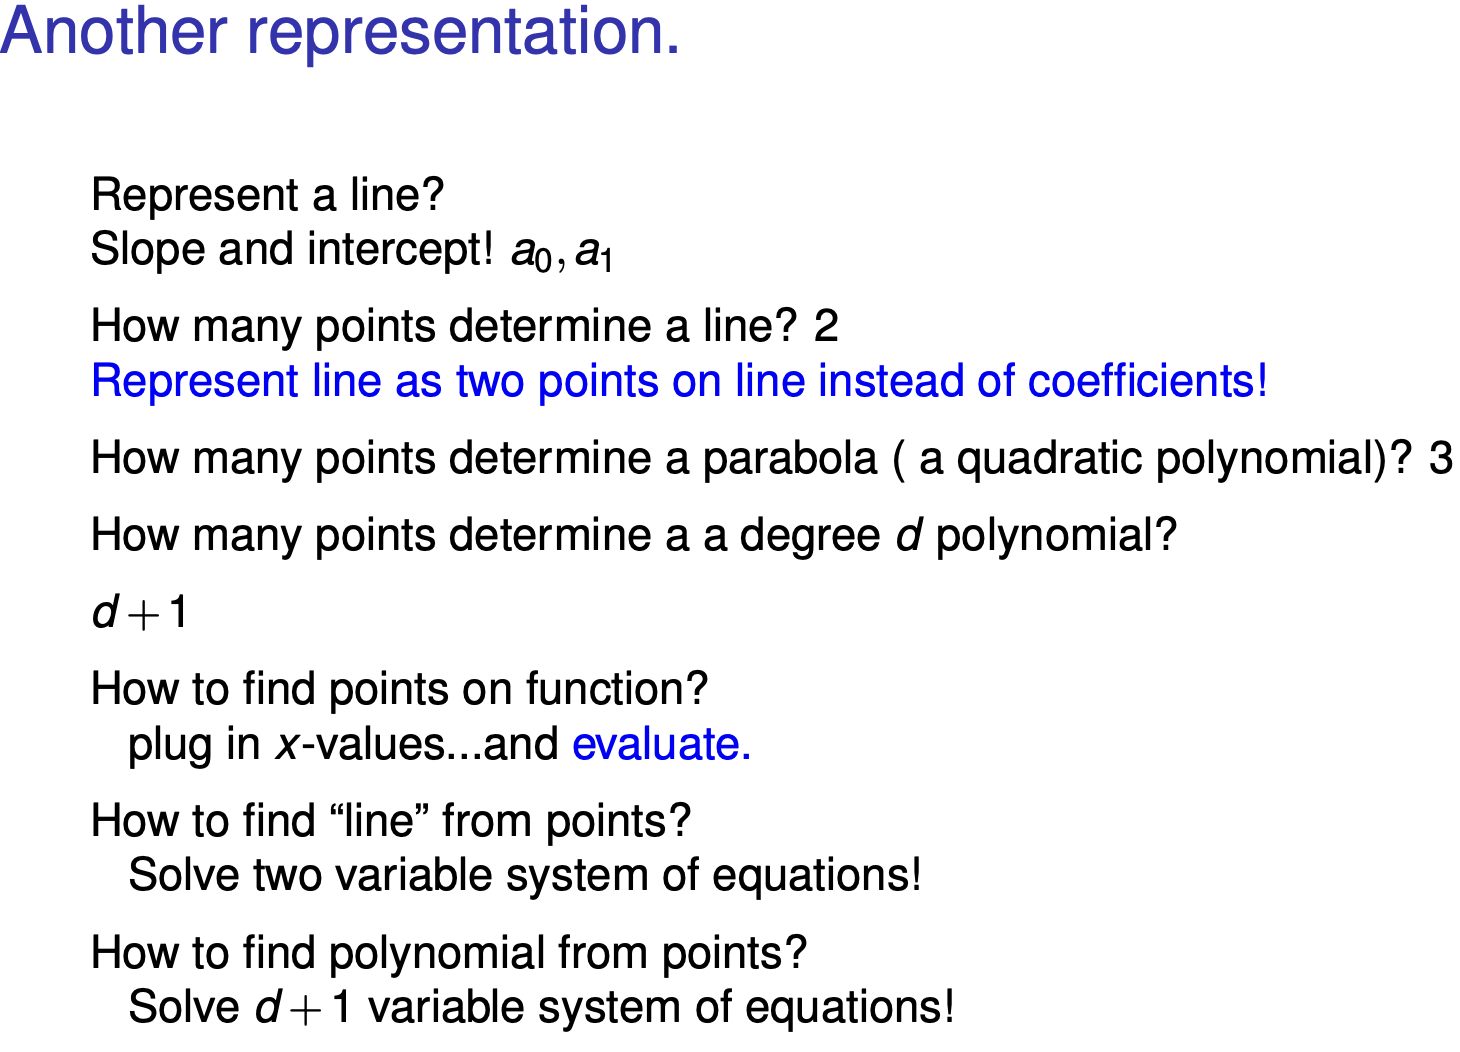 Another representation.
Represent a line?
Slope and intercept! a₀, a₁
How many points determine a line? 2
Represent line as two points on line instead of coefficients!
How many points determine a parabola ( a quadratic polynomial)? 3
How many points determine a a degree d polynomial?
d + 1
How to find points on function?
plug in x-values...and evaluate.
How to find “line” from points?
Solve two variable system of equations!
How to find polynomial from points?
Solve d + 1 variable system of equations!